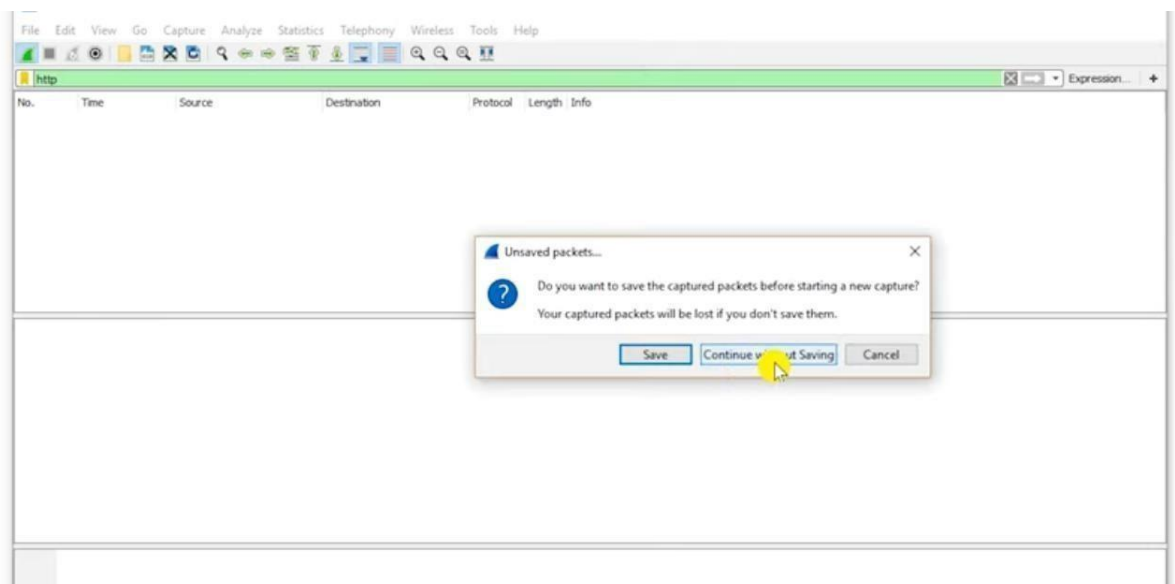 File Edit View Go Capture Analyze Statistics Telephony Wireless Tools Help
http
Expression...
No. Time Source Destination Protocol Length Info
Unsaved packets...
Do you want to save the captured packets before starting a new capture?
Your captured packets will be lost if you don't save them.
Save Continue without Saving Cancel